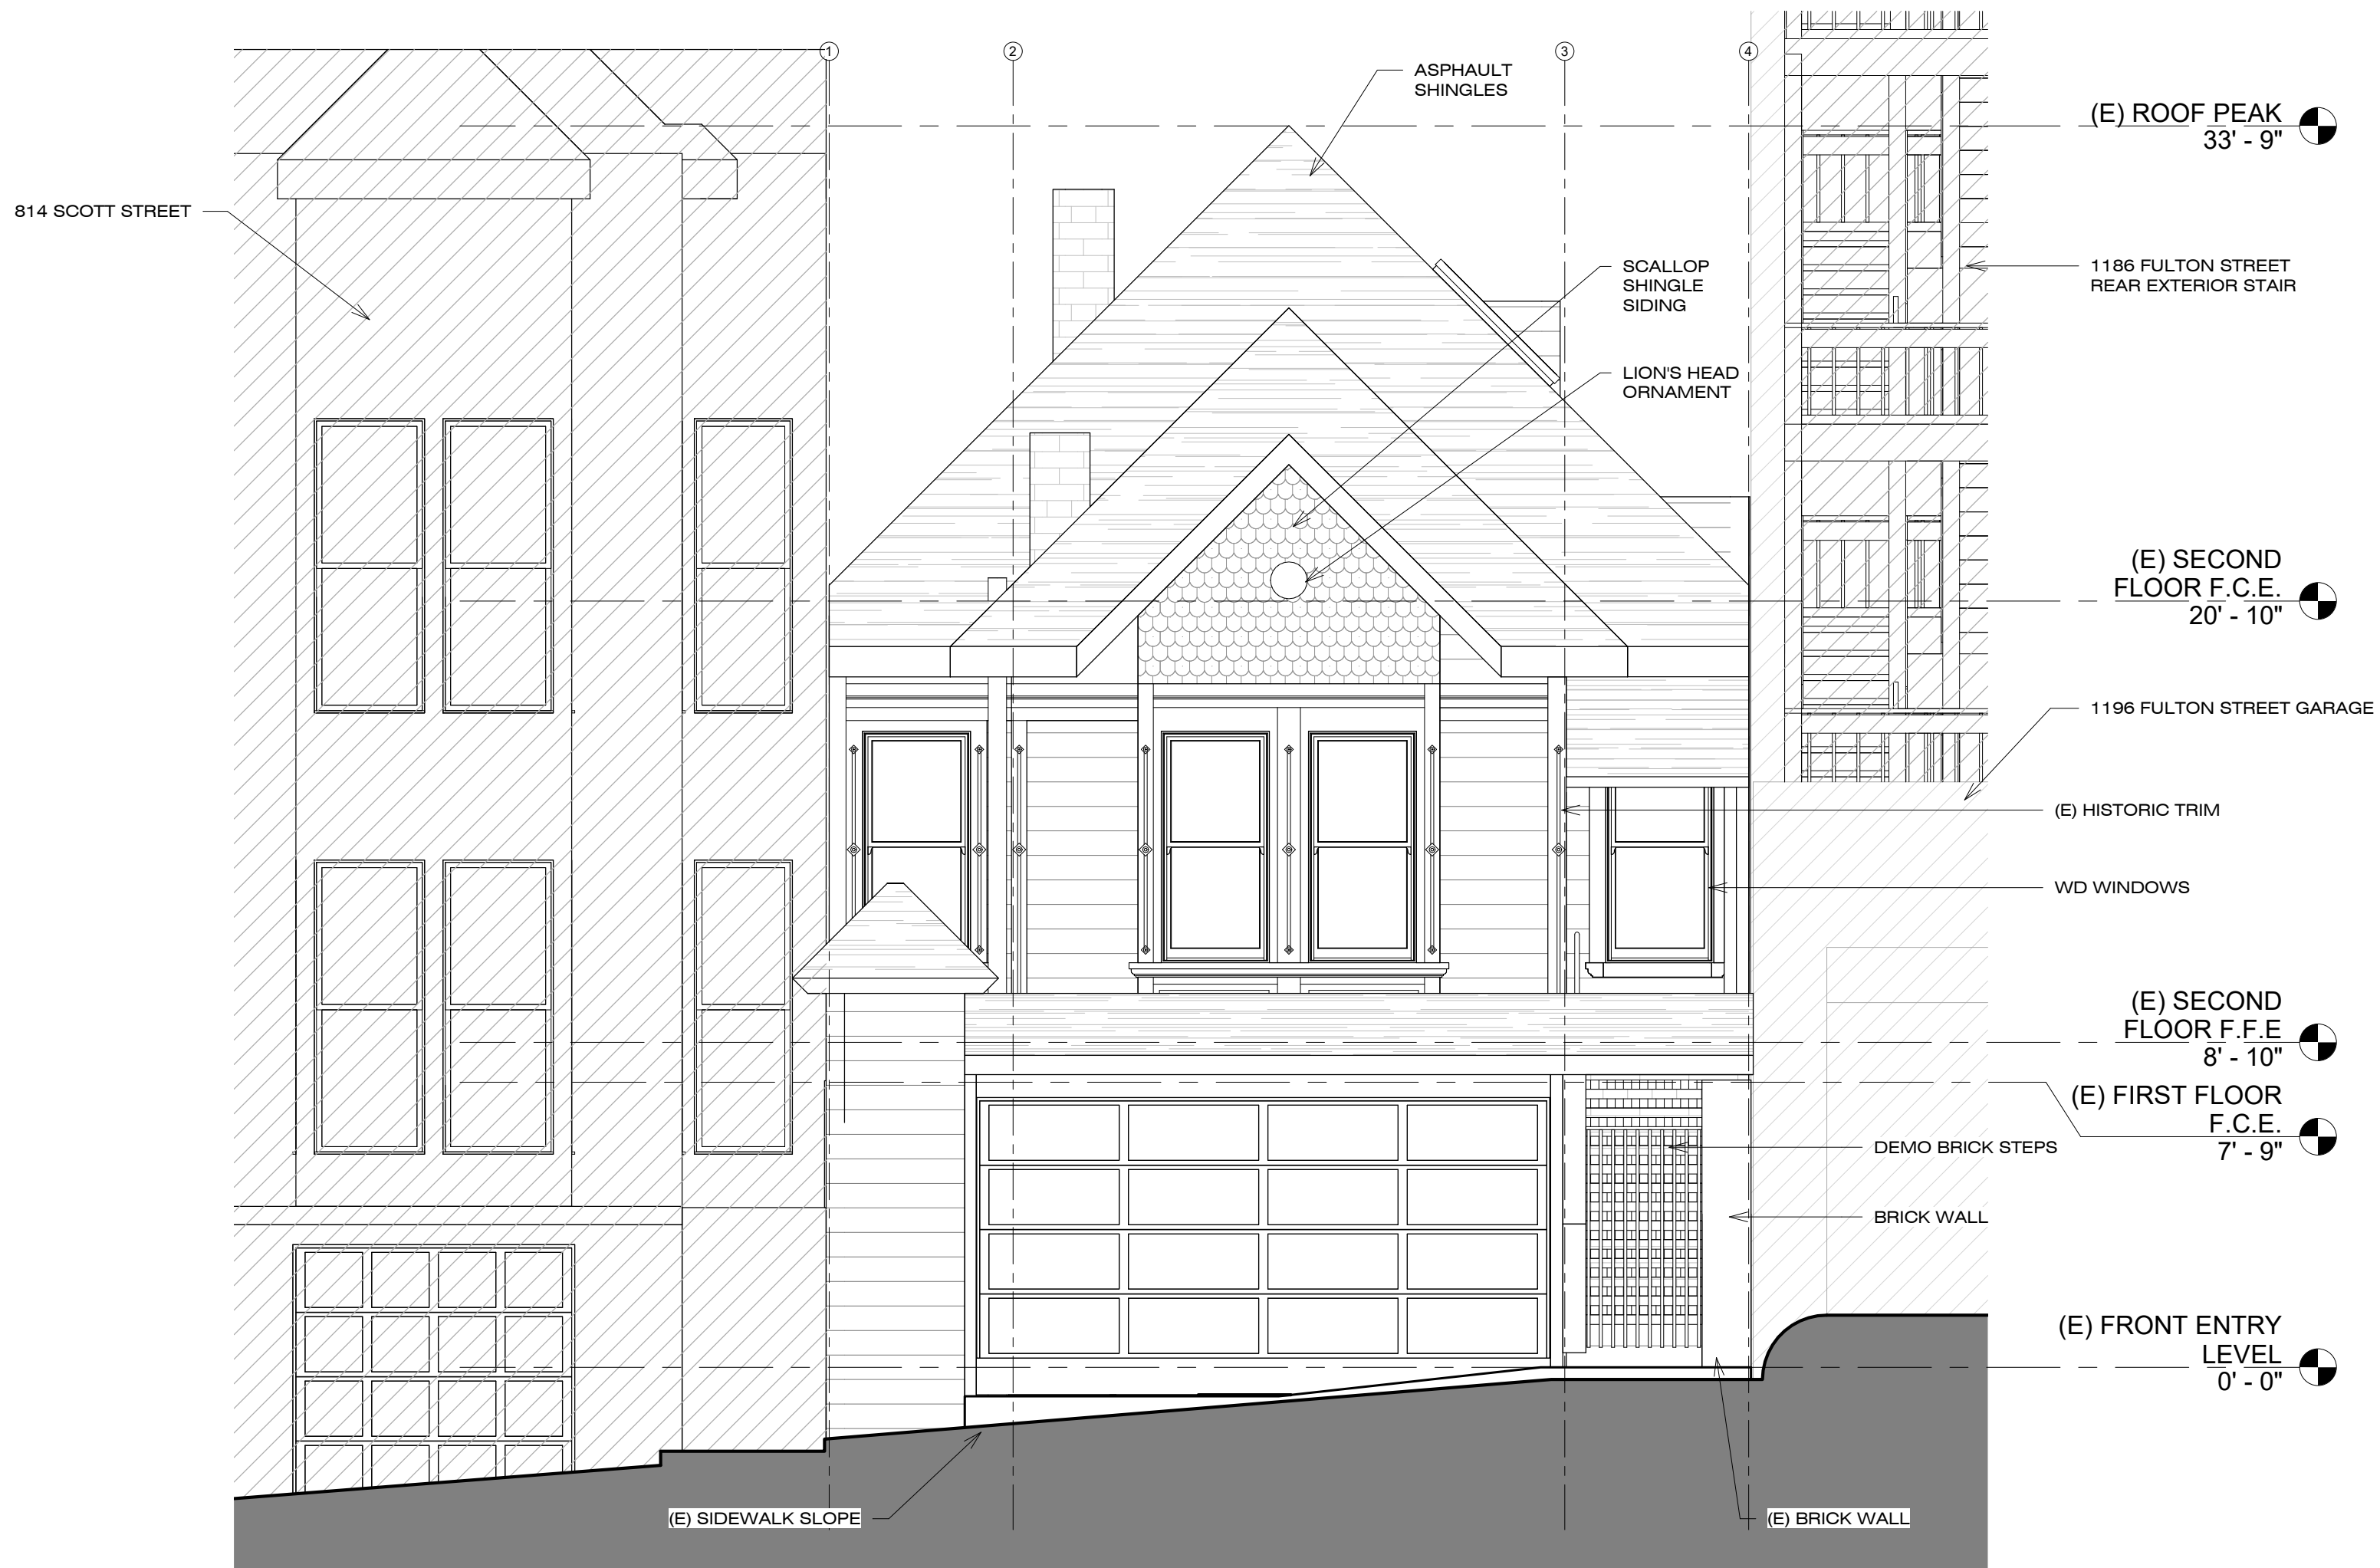 1
2
3
4
ASPHAULT
SHINGLES
(E) ROOF PEAK
33' - 9"
814 SCOTT STREET
SCALLOP
SHINGLE
SIDING
1186 FULTON STREET
REAR EXTERIOR STAIR
LION'S HEAD
ORNAMENT
(E) SECOND
FLOOR F.C.E.
20' - 10"
1196 FULTON STREET GARAGE
(E) HISTORIC TRIM
WD WINDOWS
(E) SECOND
FLOOR F.F.E
8' - 10"
(E) FIRST FLOOR
F.C.E.
7' - 9"
DEMO BRICK STEPS
BRICK WALL
(E) FRONT ENTRY
LEVEL
0' - 0"
(E) SIDEWALK SLOPE
(E) BRICK WALL